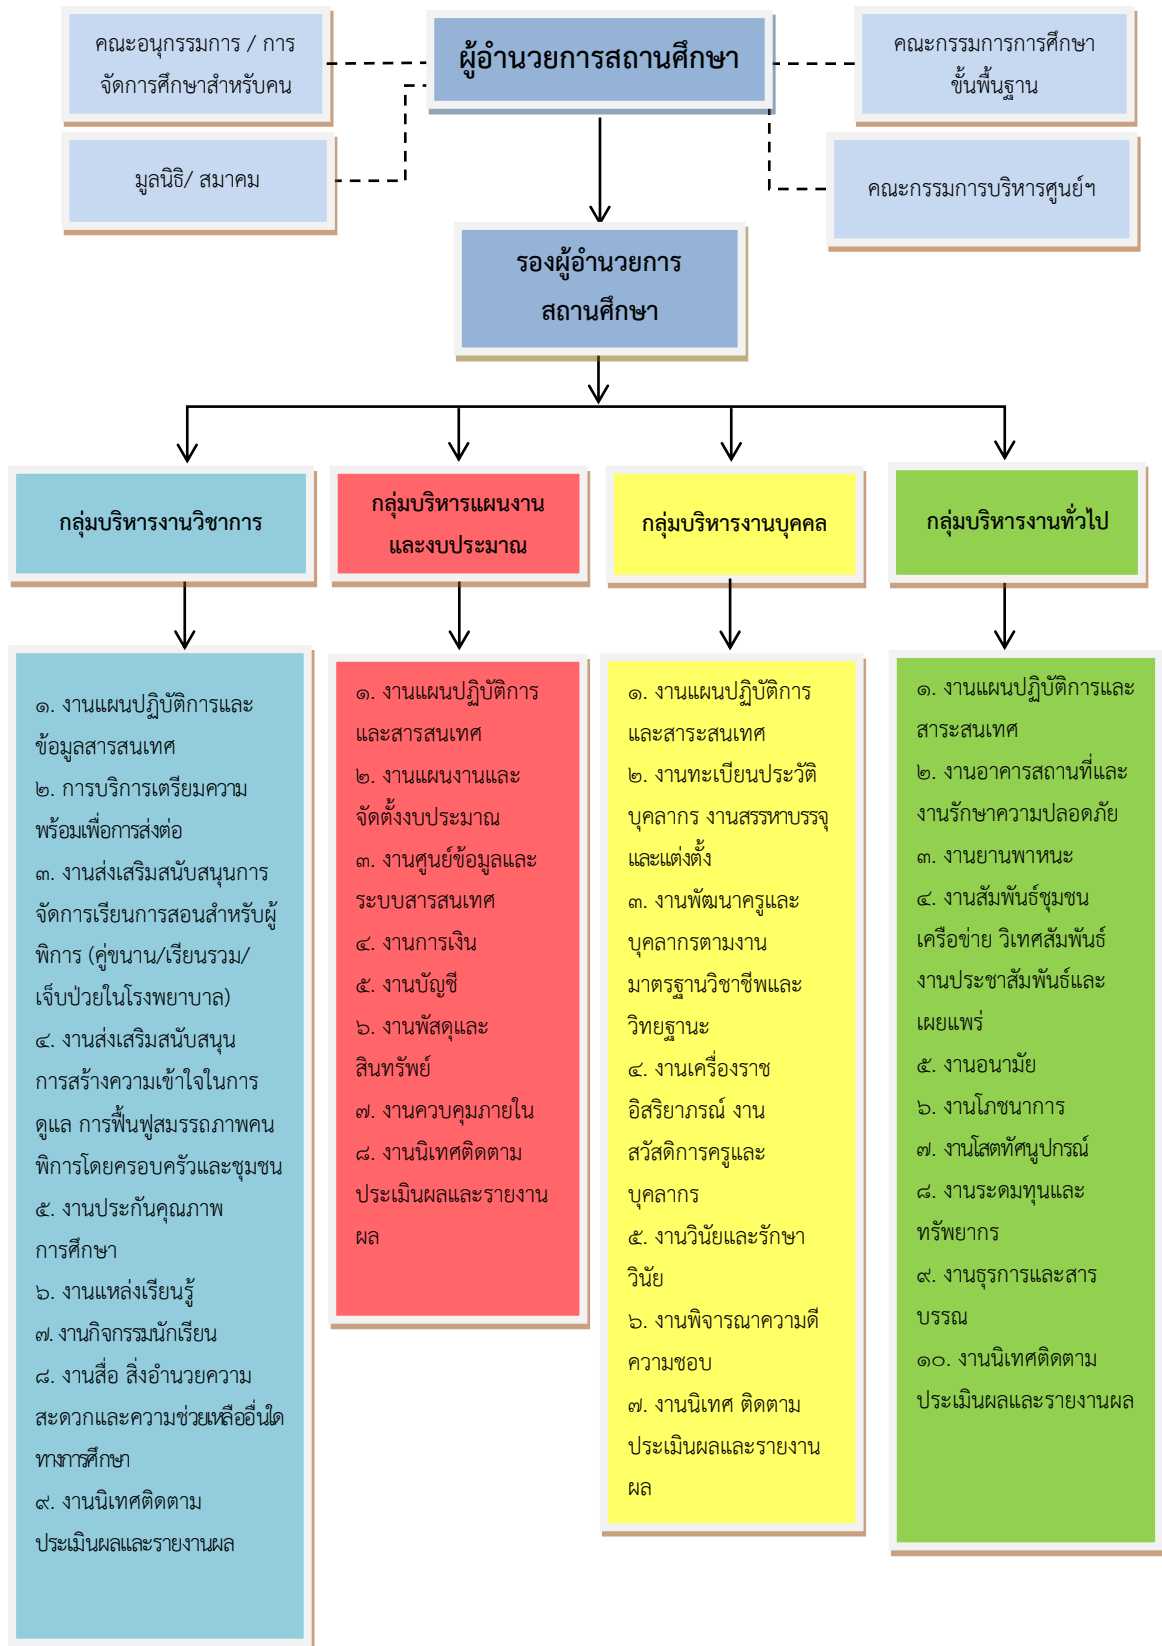 คณะอนุกรรมการ / การ
จัดการศึกษาสำหรับคน
ผู้อำนวยการสถานศึกษา
คณะกรรมการการศึกษา
ขั้นพื้นฐาน
มูลนิธิ/ สมาคม
คณะกรรมการบริหารศูนย์ฯ
รองผู้อำนวยการ
สถานศึกษา
กลุ่มบริหารงานวิชาการ
กลุ่มบริหารแผนงาน
และงบประมาณ
กลุ่มบริหารงานบุคคล
กลุ่มบริหารงานทั่วไป
๑. งานแผนปฏิบัติการและ
ข้อมูลสารสนเทศ
๒. การบริการเตรียมความ
พร้อมเพื่อการส่งต่อ
๓. งานส่งเสริมสนับสนุนการ
จัดการเรียนการสอนสำหรับผู้
พิการ (คู่ขนาน/เรียนรวม/
เจ็บป่วยในโรงพยาบาล)
๔. งานส่งเสริมสนับสนุน
การสร้างความเข้าใจในการ
ดูแล การฟื้นฟูสมรรถภาพคน
พิการโดยครอบครัวและชุมชน
๕. งานประกันคุณภาพ
การศึกษา
๖. งานแหล่งเรียนรู้
๗. งานกิจกรรมนักเรียน
๘. งานสื่อ สิ่งอำนวยความ
สะดวกและความช่วยเหลืออื่นใด
ทางการศึกษา
๙. งานนิเทศติดตาม
ประเมินผลและรายงานผล
๑. งานแผนปฏิบัติการ
และสารสนเทศ
๒. งานแผนงานและ
จัดตั้งงบประมาณ
๓. งานศูนย์ข้อมูลและ
ระบบสารสนเทศ
๔. งานการเงิน
๕. งานบัญชี
๖. งานพัสดุและ
สินทรัพย์
๗. งานควบคุมภายใน
๘. งานนิเทศติดตาม
ประเมินผลและรายงาน
ผล
๑. งานแผนปฏิบัติการ
และสาระสนเทศ
๒. งานทะเบียนประวัติ
บุคลากร งานสรรหาบรรจุ
และแต่งตั้ง
๓. งานพัฒนาครูและ
บุคลากรตามงาน
มาตรฐานวิชาชีพและ
วิทยฐานะ
๔. งานเครื่องราช
อิสริยาภรณ์ งาน
สวัสดิการครูและ
บุคลากร
๕. งานวินัยและรักษา
วินัย
๖. งานพิจารณาความดี
ความชอบ
๗. งานนิเทศ ติดตาม
ประเมินผลและรายงาน
ผล
๑. งานแผนปฏิบัติการและ
สาระสนเทศ
๒. งานอาคารสถานที่และ
งานรักษาความปลอดภัย
๓. งานยานพาหนะ
๔. งานสัมพันธ์ชุมชน
เครือข่าย วิเทศสัมพันธ์
งานประชาสัมพันธ์และ
เผยแพร่
๕. งานอนามัย
๖. งานโภชนาการ
๗. งานโสตทัศนูปกรณ์
๘. งานระดมทุนและ
ทรัพยากร
๙. งานธุรการและสาร
บรรณ
๑๐. งานนิเทศติดตาม
ประเมินผลและรายงานผล